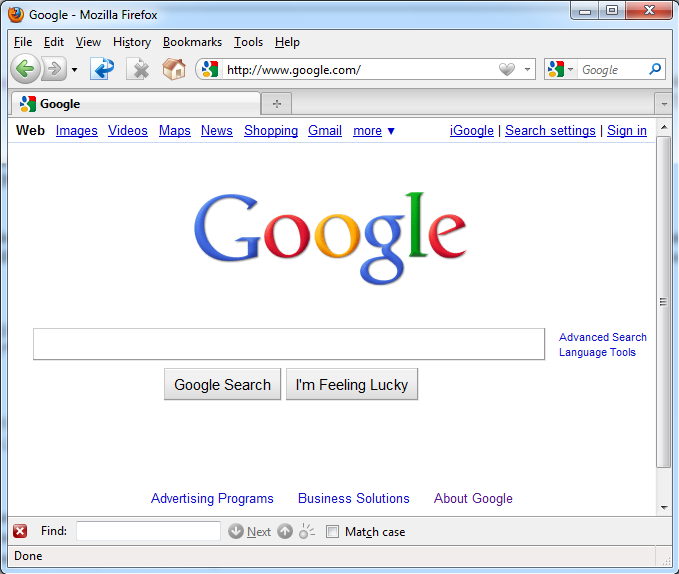 Google - Mozilla Firefox
File Edit View History Bookmarks Tools Help
http://www.google.com/ Google
Google
Web Images Videos Maps News Shopping Gmail more ▼ iGoogle | Search settings | Sign in
Google
Advanced Search
Language Tools
Google Search I'm Feeling Lucky
Advertising Programs Business Solutions About Google
Find: Next Match case
Done